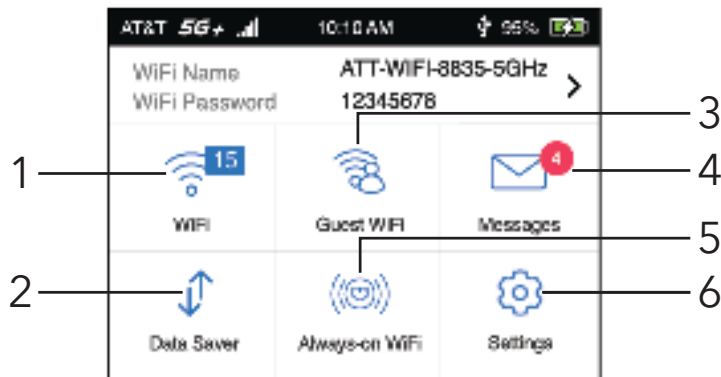 AT&T 5G+ 10:10 AM 95%
WiFi Name ATT-WIFI-8835-5GHz
WiFi Password 12345678
3
1 15 4 4
WiFi Guest WiFi Messages
5
2 6
Data Saver Always-on WiFi Settings